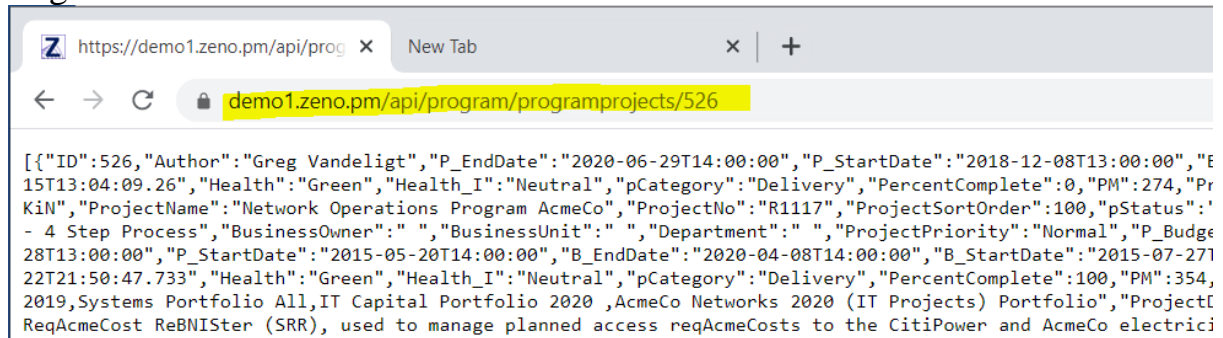 https://demo1.zeno.pm/api/prog
New Tab
demo1.zeno.pm/api/program/programprojects/526
[{"ID":526,"Author":"Greg Vandeligt","P_EndDate":"2020-06-29T14:00:00","P_StartDate":"2018-12-08T13:00:00","
15T13:04:09.26","Health":"Green","Health_I":"Neutral","pCategory":"Delivery","PercentComplete":0,"PM":274,"Pr
KiN","ProjectName":"Network Operations Program AcmeCo","ProjectNo":"R1117","ProjectSortOrder":100,"pStatus":"
- 4 Step Process","BusinessOwner":" ","BusinessUnit":" ","Department":" ","ProjectPriority":"Normal","P_Budge
28T13:00:00","P_StartDate":"2015-05-20T14:00:00","B_EndDate":"2020-04-08T14:00:00","B_StartDate":"2015-07-27T
22T21:50:47.733","Health":"Green","Health_I":"Neutral","pCategory":"Delivery","PercentComplete":100,"PM":354,
2019,Systems Portfolio All,IT Capital Portfolio 2020 ,AcmeCo Networks 2020 (IT Projects) Portfolio","ProjectD
ReqAcmeCost ReBNISter (SRR), used to manage planned access reqAcmeCosts to the CitiPower and AcmeCo electrici